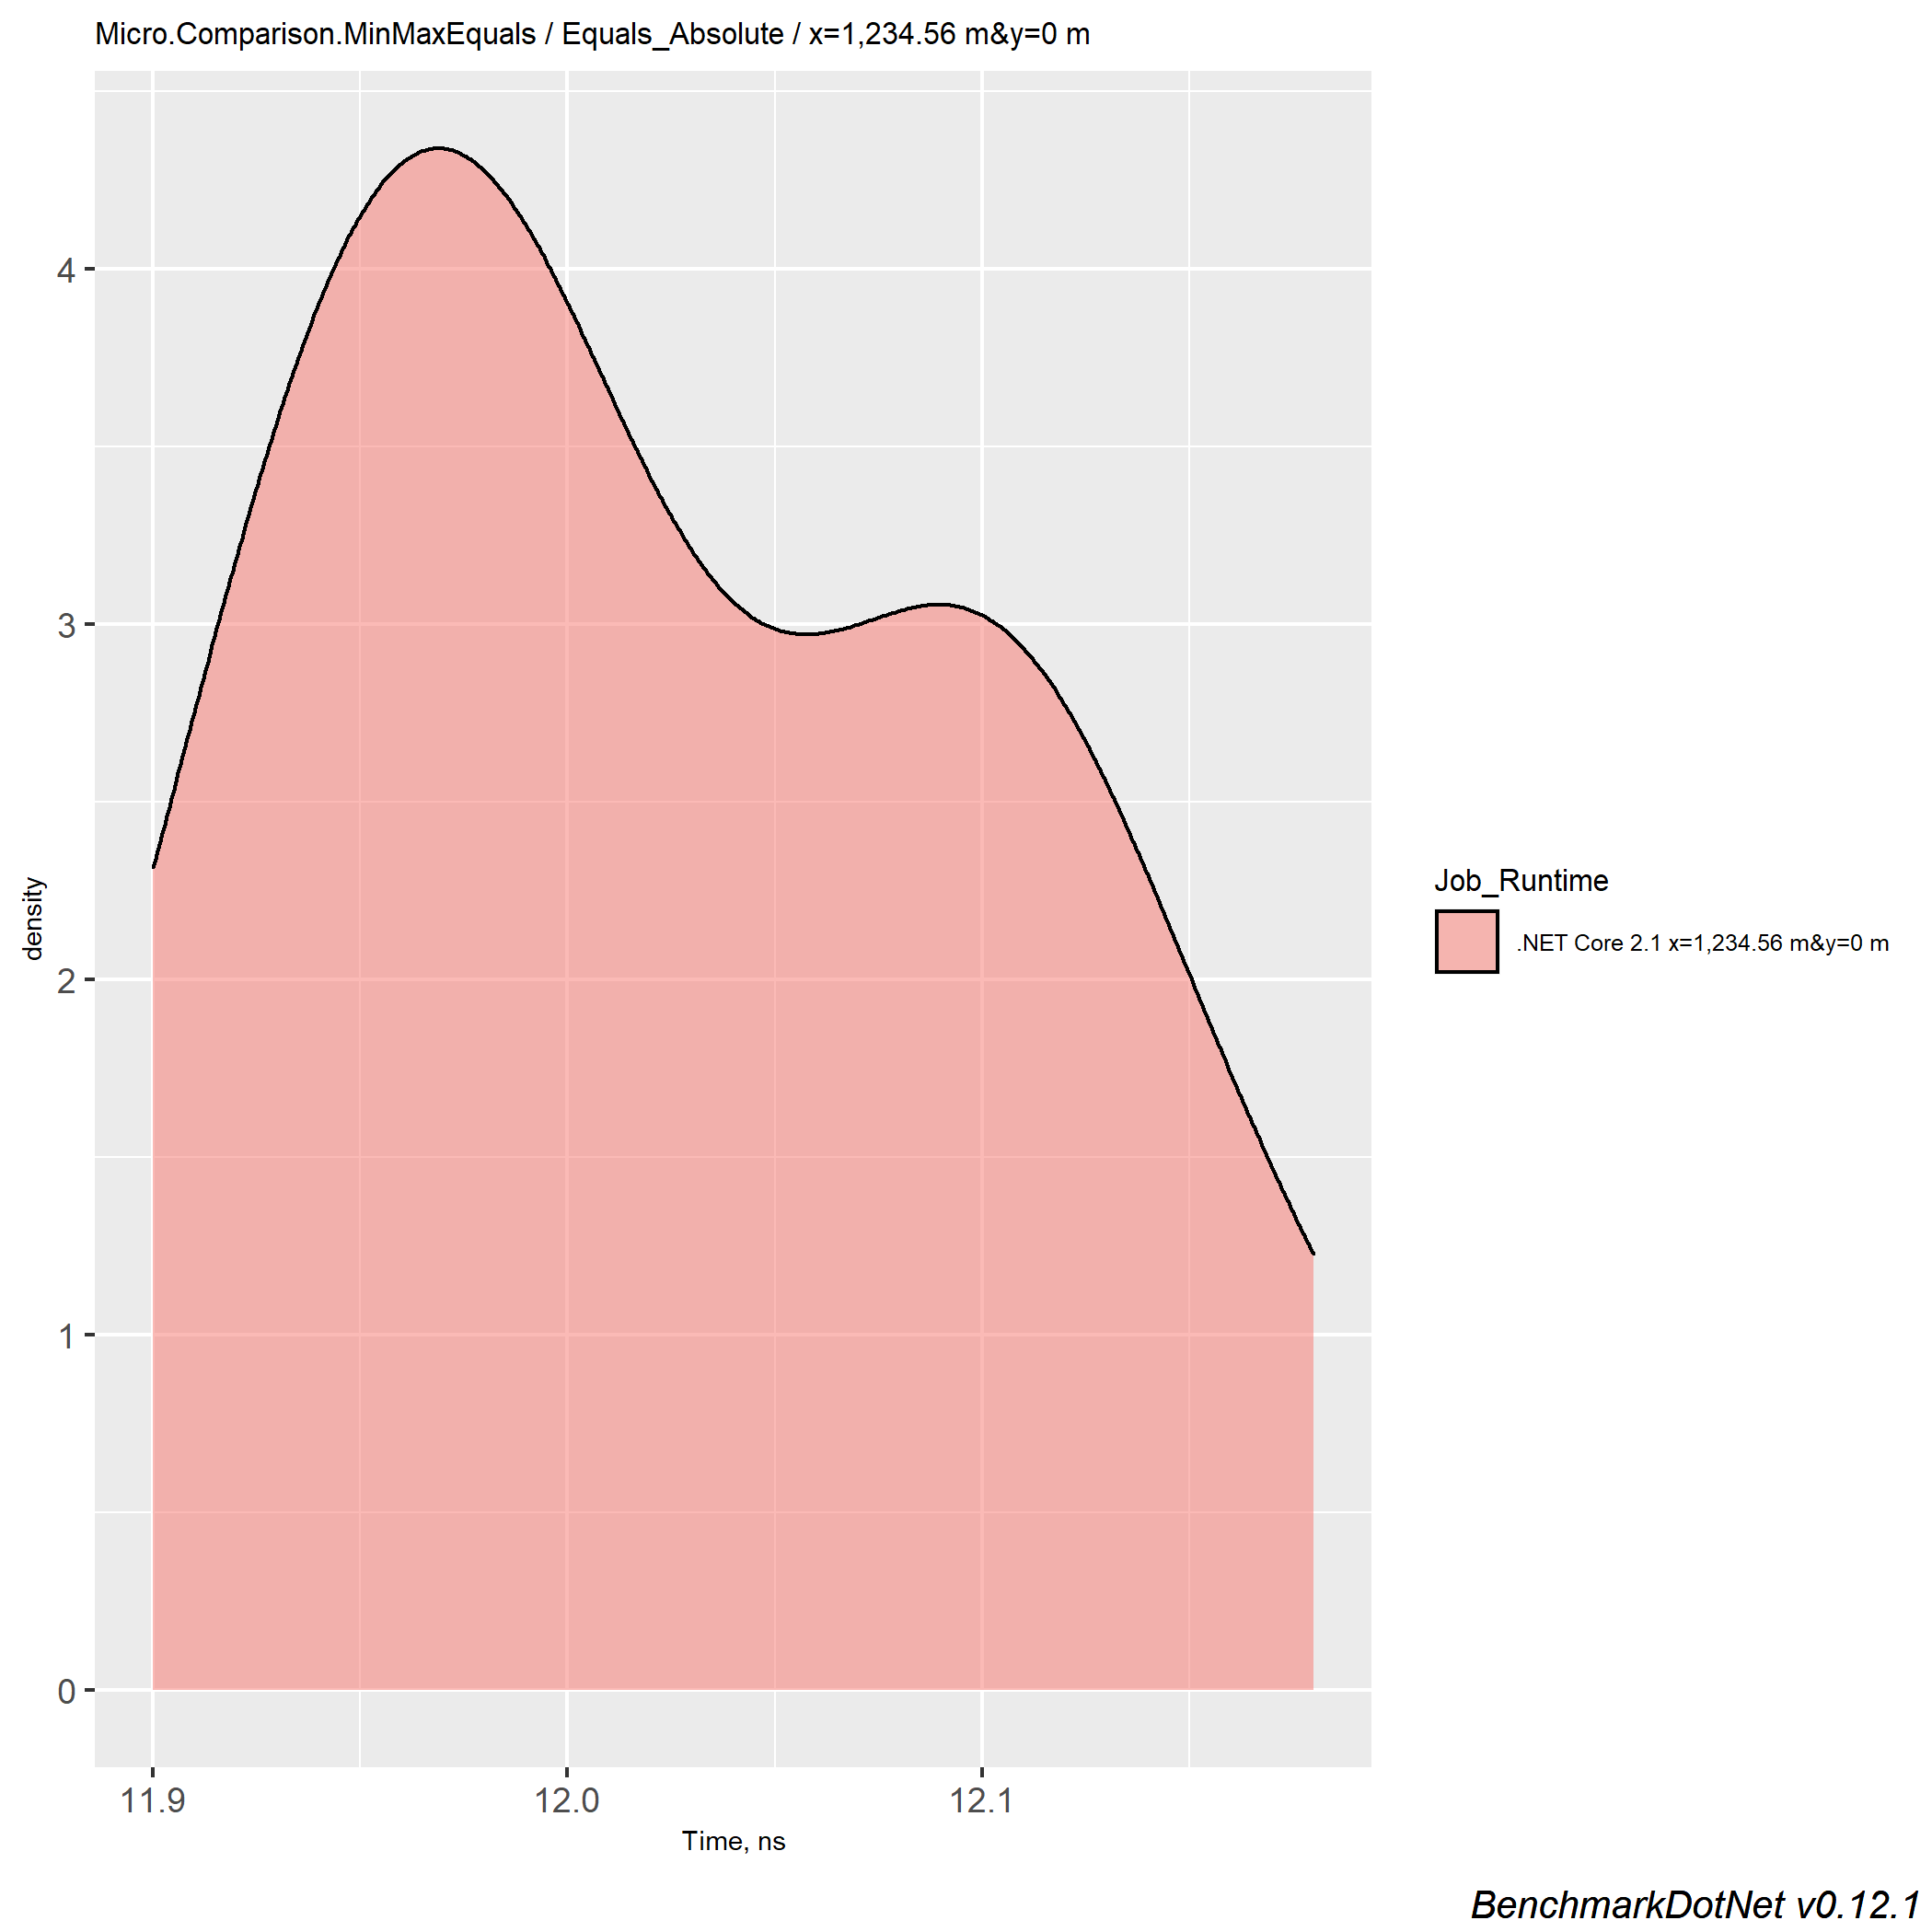 Micro.Comparison.MinMaxEquals / Equals_Absolute / x=1,234.56 m&y=0 m
4
3
2
1
0
density
11.9
12.0
12.1
Time, ns
Job_Runtime
.NET Core 2.1 x=1,234.56 m&y=0 m
BenchmarkDotNet v0.12.1